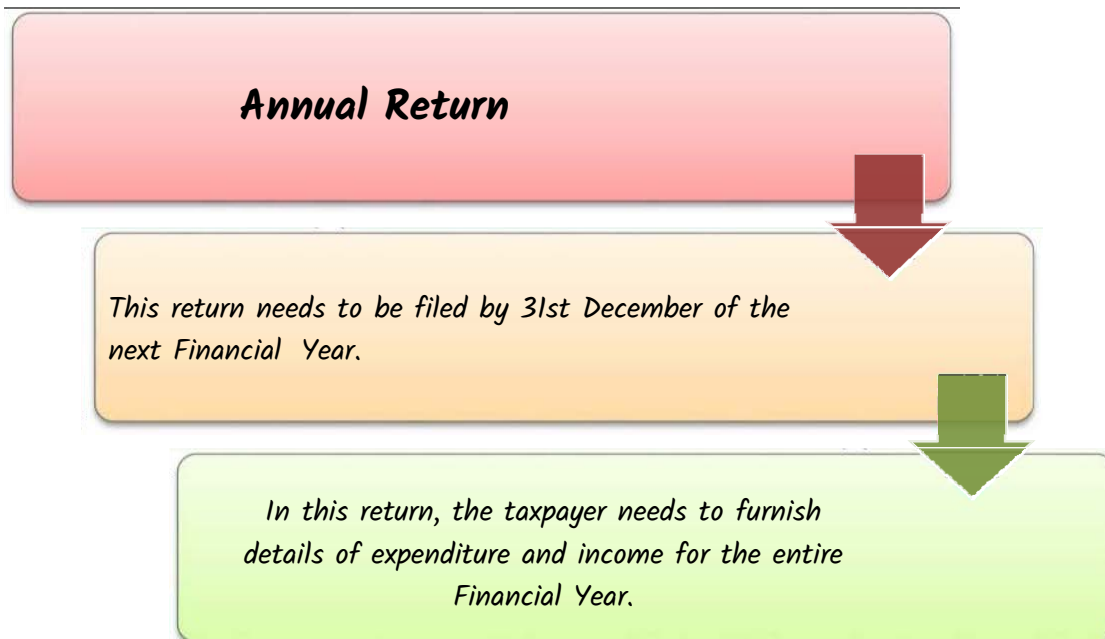 Annual Return
This return needs to be filed by 31st December of the
next Financial Year.
In this return, the taxpayer needs to furnish
details of expenditure and income for the entire
Financial Year.